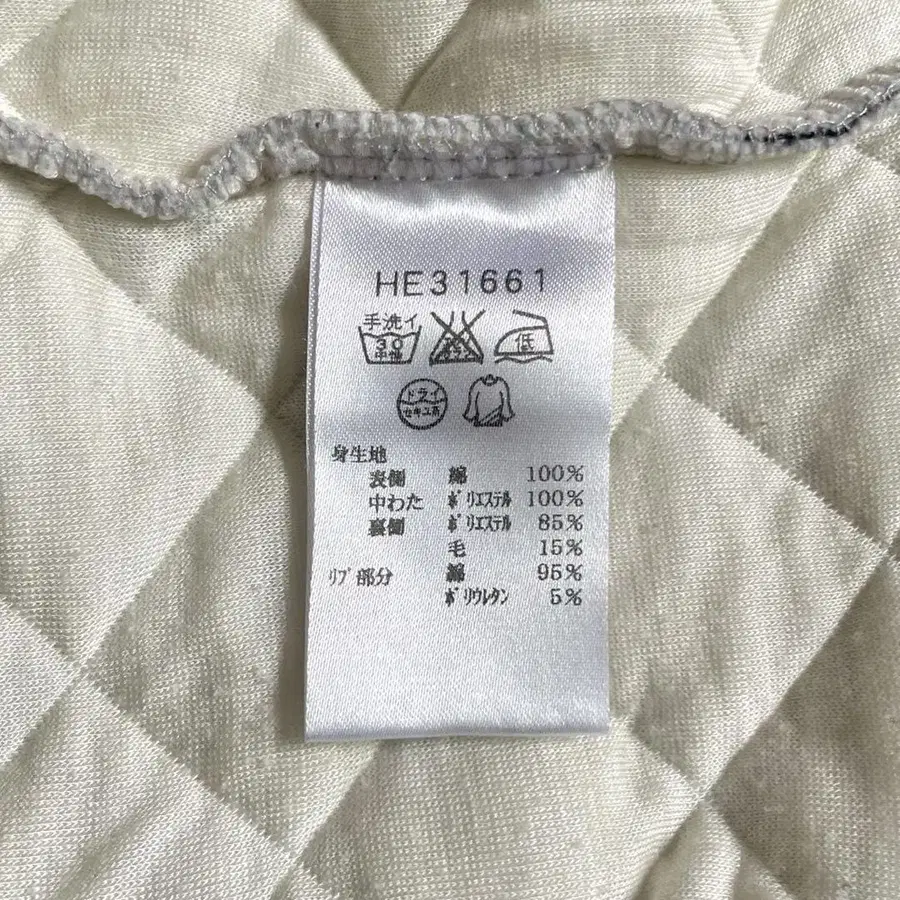 HE31661
手洗イ
30
中性
低
ドライ
セキユ系
身生地
表側 綿 100%
中わた ポリエステル 100%
裏側 ポリエステル 85%
毛 15%
リブ部分 綿 95%
ポリウレタン 5%